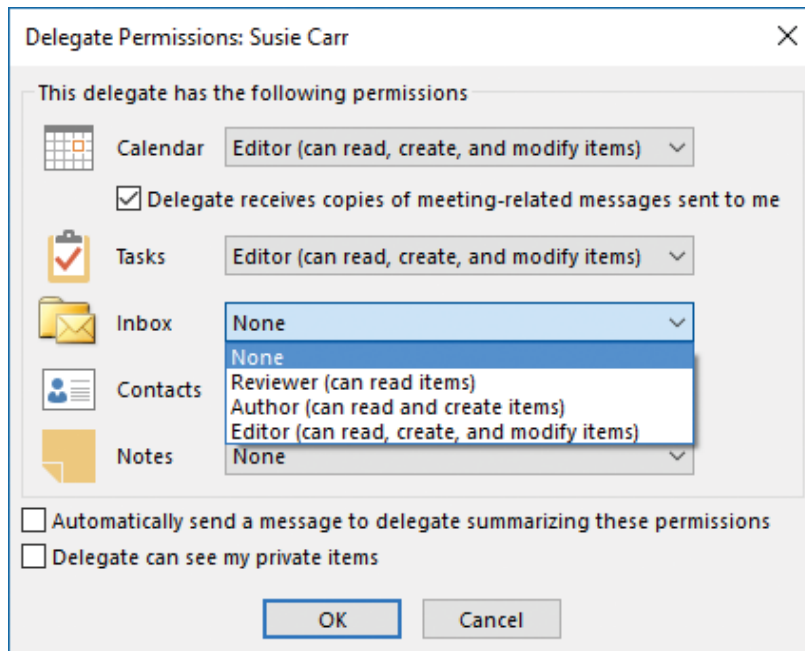 Delegate Permissions: Susie Carr
This delegate has the following permissions
Calendar Editor (can read, create, and modify items)
Delegate receives copies of meeting-related messages sent to me
Tasks Editor (can read, create, and modify items)
Inbox None
None
Reviewer (can read items)
Contacts Author (can read and create items)
Editor (can read, create, and modify items)
Notes None
Automatically send a message to delegate summarizing these permissions
Delegate can see my private items
OK Cancel